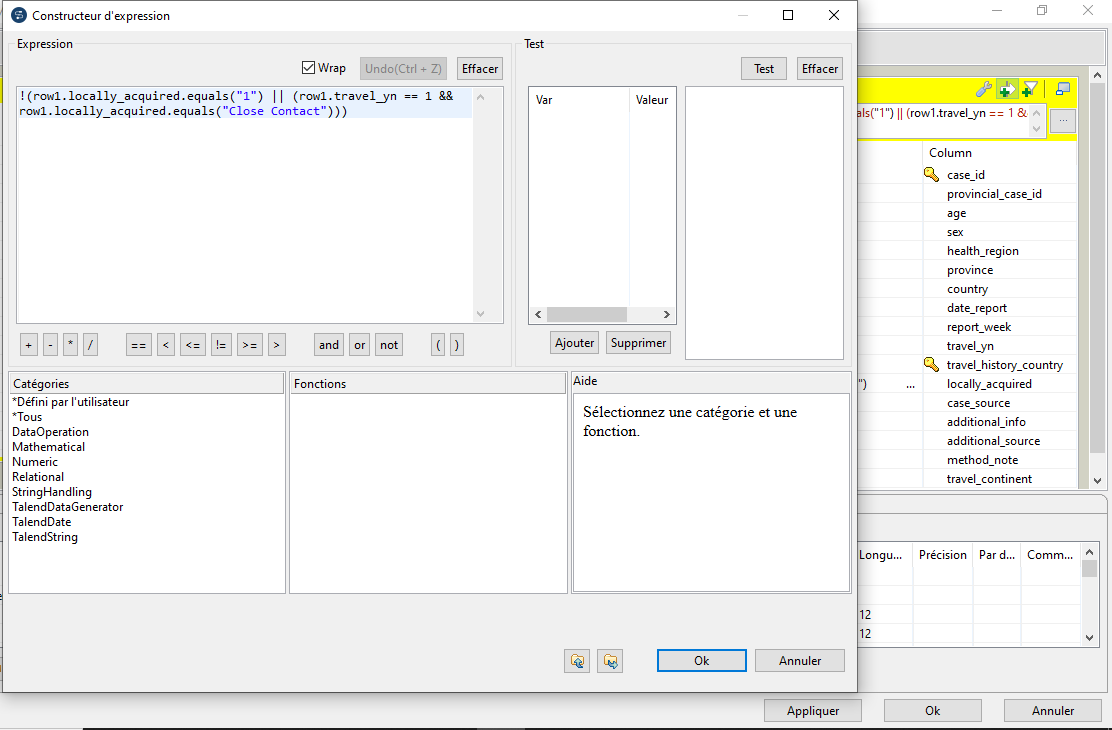 Constructeur d'expression
Expression
Wrap Undo(Ctrl + Z) Effacer
!(row1.locally_acquired.equals("1") || (row1.travel_yn == 1 &&
row1.locally_acquired.equals("Close Contact")))
+ - * / == < <= != >= > and or not ( )
Test
Test Effacer
Var Valeur
Ajouter Supprimer
Catégories
*Défini par l'utilisateur
*Tous
DataOperation
Mathematical
Numeric
Relational
StringHandling
TalendDataGenerator
TalendDate
TalendString
Fonctions
Aide
Sélectionnez une catégorie et une
fonction.
Ok Annuler
als("1") || (row1.travel_yn == 1 &
...
Column
case_id
provincial_case_id
age
sex
health_region
province
country
date_report
report_week
travel_yn
travel_history_country
") ... locally_acquired
case_source
additional_info
additional_source
method_note
travel_continent
Longu... Précision Par d... Comm...
12
12
Appliquer Ok Annuler